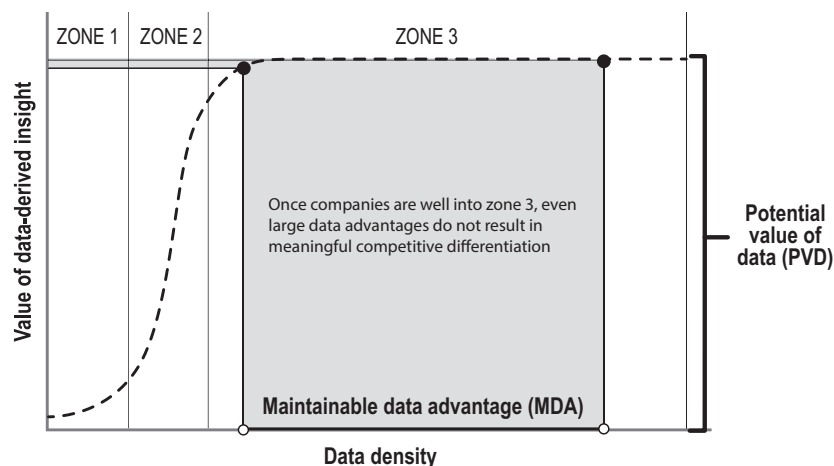 ZONE 1 ZONE 2 ZONE 3
Value of data-derived insight
Once companies are well into zone 3, even
large data advantages do not result in
meaningful competitive differentiation
Potential
value of
data (PVD)
Maintainable data advantage (MDA)
Data density